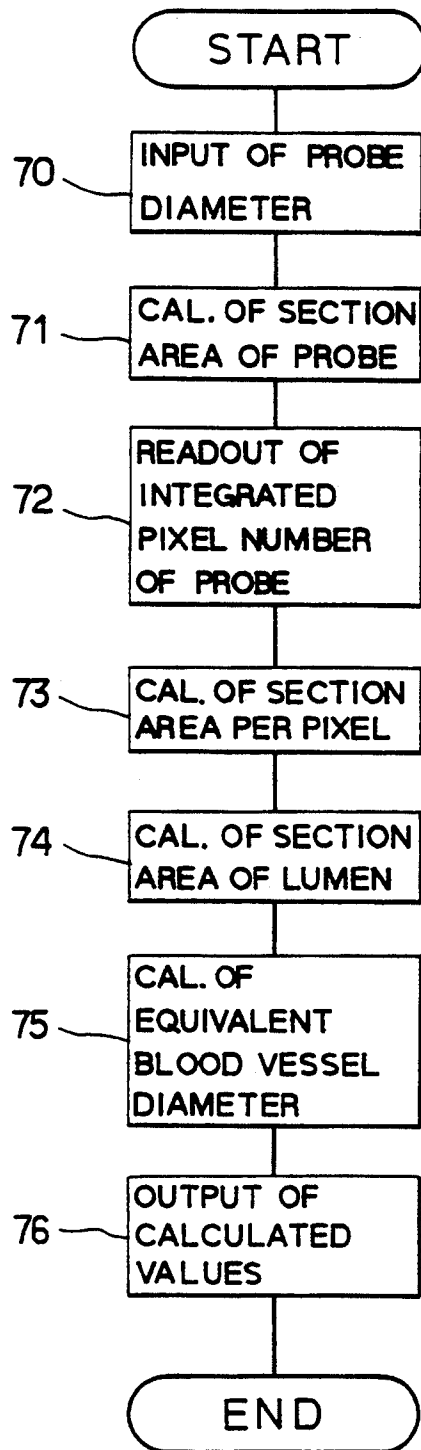 START
70
INPUT OF PROBE
DIAMETER
71
CAL. OF SECTION
AREA OF PROBE
72
READOUT OF
INTEGRATED
PIXEL NUMBER
OF PROBE
73
CAL. OF SECTION
AREA PER PIXEL
74
CAL. OF SECTION
AREA OF LUMEN
75
CAL. OF
EQUIVALENT
BLOOD VESSEL
DIAMETER
76
OUTPUT OF
CALCULATED
VALUES
END